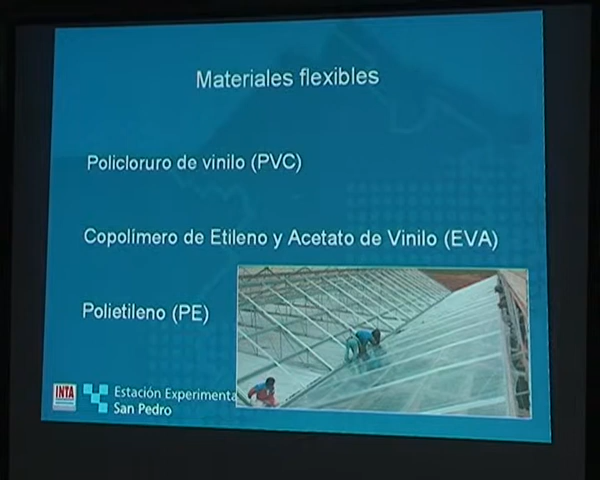 Materiales flexibles
Policloruro de vinilo (PVC)
Copolímero de Etileno y Acetato de Vinilo (EVA)
Polietileno (PE)
INTA
Estación Experimenta
San Pedro